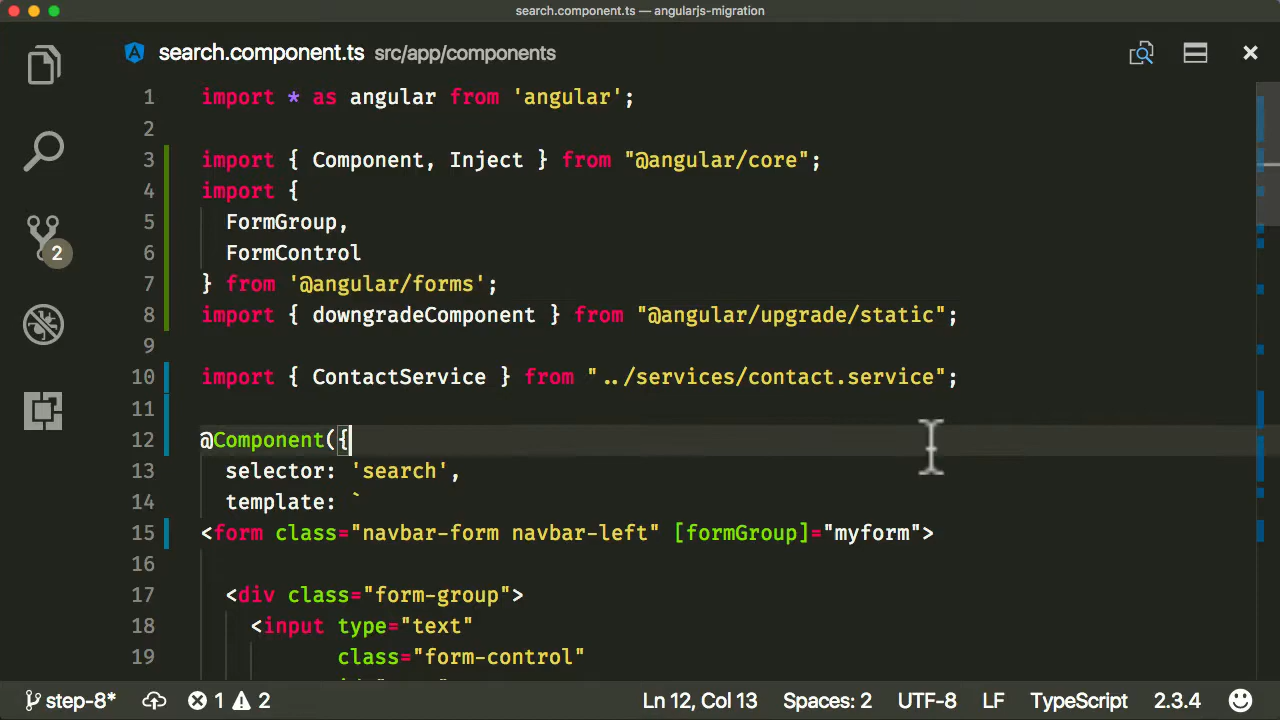 search.component.ts — angularjs-migration
search.component.ts src/app/components
1 import * as angular from 'angular';
2
3 import { Component, Inject } from "@angular/core";
4 import {
5 FormGroup,
6 FormControl
7 } from '@angular/forms';
8 import { downgradeComponent } from "@angular/upgrade/static";
9
10 import { ContactService } from "../services/contact.service";
11
12 @Component({
13 selector: 'search',
14 template: `
15 <form class="navbar-form navbar-left" [formGroup]="myform">
16
17 <div class="form-group">
18 <input type="text"
19 class="form-control"
2
step-8* 1 2 Ln 12, Col 13 Spaces: 2 UTF-8 LF TypeScript 2.3.4